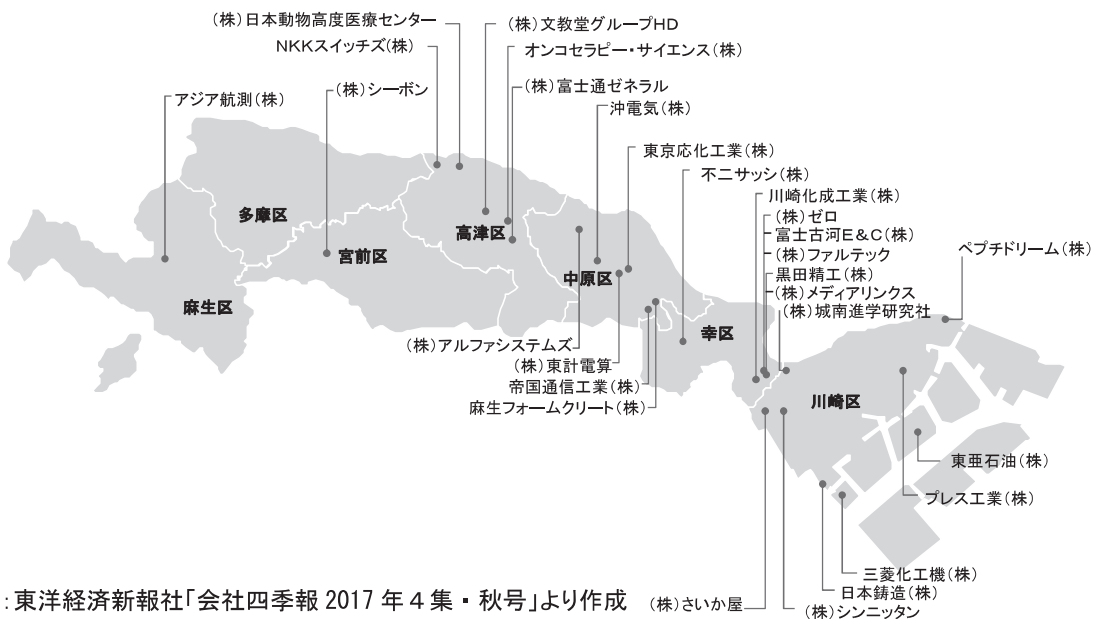 (株)日本動物高度医療センター
(株)文教堂グループHD
NKKスイッチズ(株)
オンコセラピー・サイエンス(株)
(株)シーボン
(株)富士通ゼネラル
アジア航測(株)
沖電気(株)
東京応化工業(株)
不二サッシ(株)
川崎化成工業(株)
(株)ゼロ
富士古河E&C(株)
(株)ファルテック
黒田精工(株)
(株)メディアリンクス
(株)城南進学研究社
ペプチドリーム(株)
多摩区
高津区
宮前区
中原区
麻生区
幸区
川崎区
(株)アルファシステムズ
(株)東計電算
帝国通信工業(株)
麻生フォームクリート(株)
東亜石油(株)
プレス工業(株)
三菱化工機(株)
日本鋳造(株)
(株)さいか屋
(株)シンニッタン
:東洋経済新報社「会社四季報2017年4集・秋号」より作成